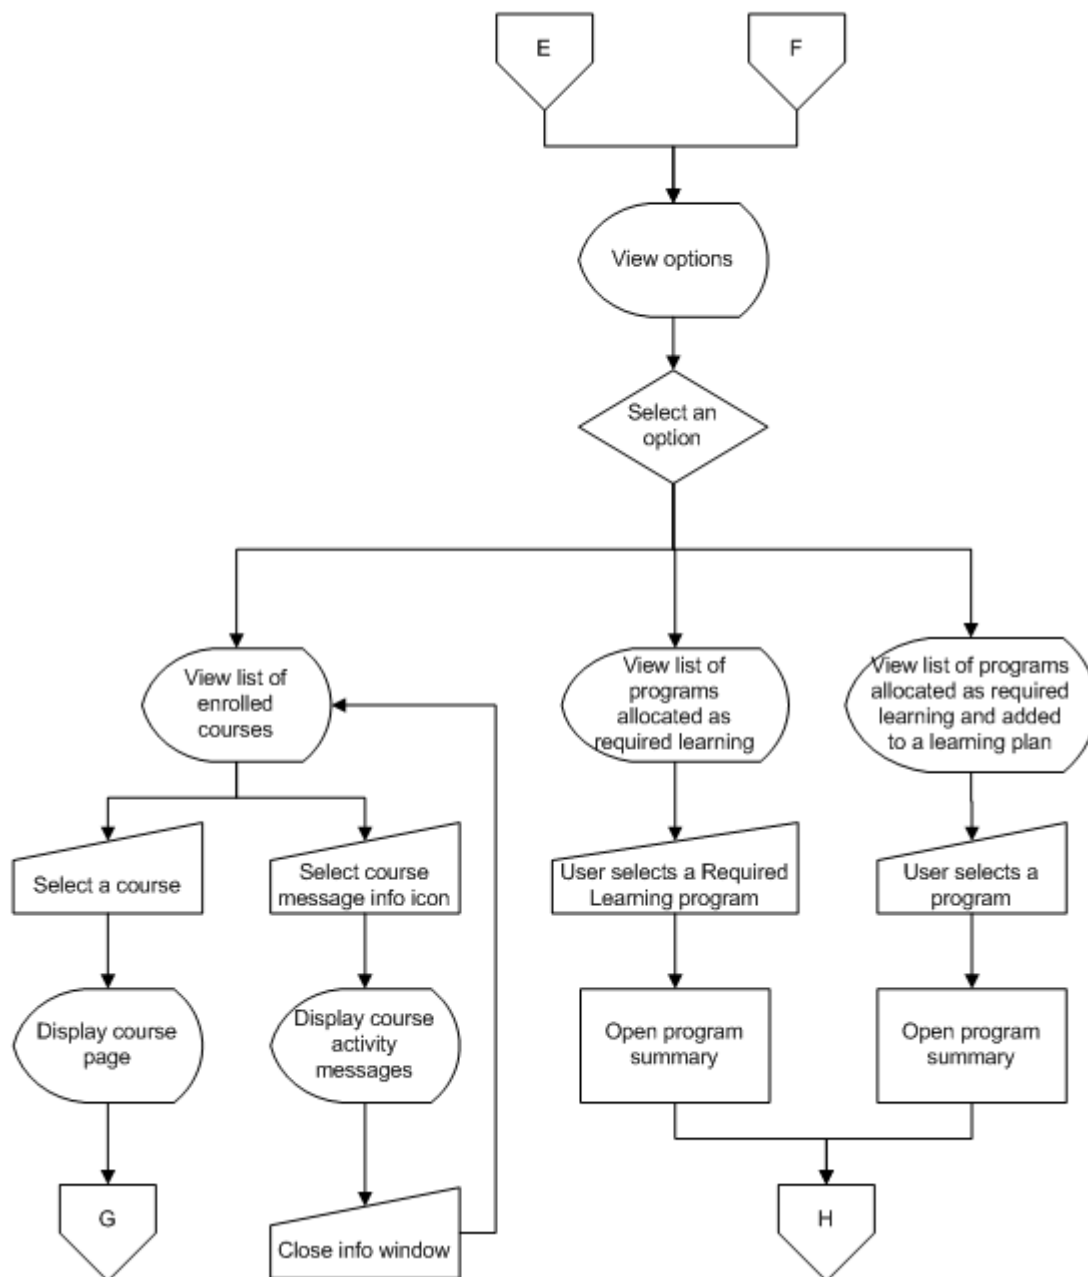 E
F
View options
Select an
option
View list of
enrolled
courses
View list of
programs
allocated as
required learning
View list of programs
allocated as required
learning and added
to a learning plan
Select a course
Select course
message info icon
User selects a Required
Learning program
User selects a
program
Display course
page
Display course
activity
messages
Open program
summary
Open program
summary
G
Close info window
H